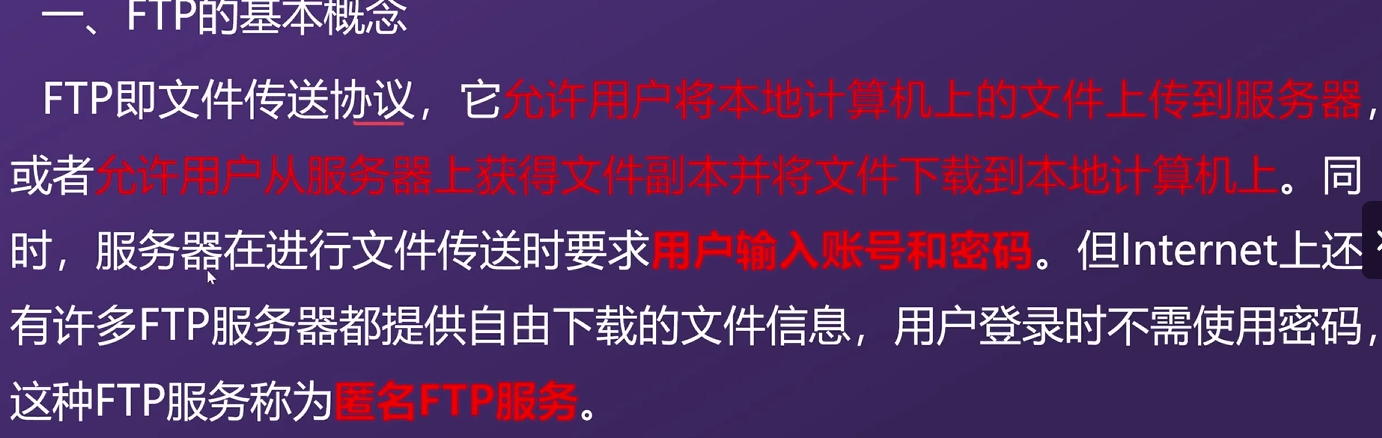 一、FTP的基本概念
FTP即文件传送协议，它允许用户将本地计算机上的文件上传到服务器，
或者允许用户从服务器上获得文件副本并将文件下载到本地计算机上。同
时，服务器在进行文件传送时要求用户输入账号和密码。但Internet上还
有许多FTP服务器都提供自由下载的文件信息，用户登录时不需使用密码，
这种FTP服务称为匿名FTP服务。